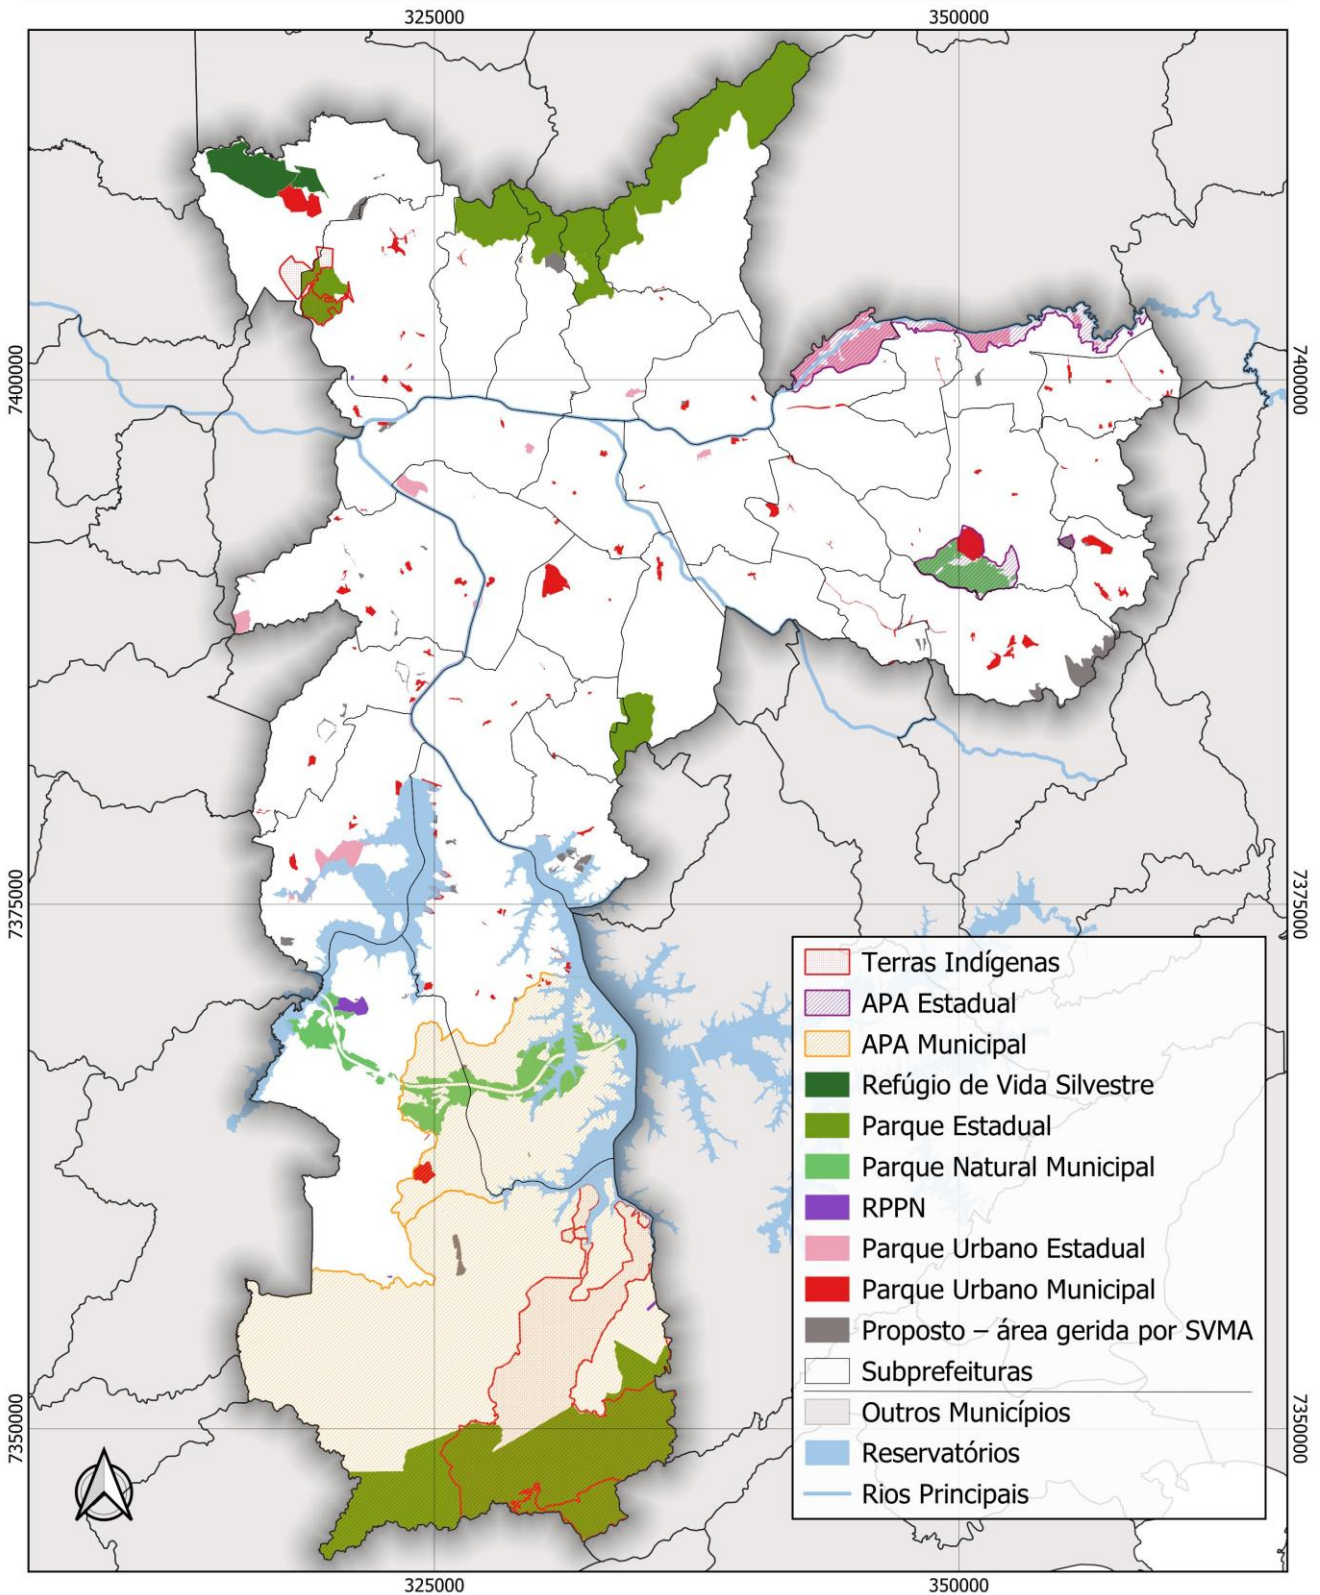 325000
350000
7400000
7400000
7375000
7375000
Terras Indígenas
APA Estadual
APA Municipal
Refúgio de Vida Silvestre
Parque Estadual
Parque Natural Municipal
RPPN
Parque Urbano Estadual
Parque Urbano Municipal
Proposto – área gerida por SVMA
Subprefeituras
Outros Municípios
Reservatórios
Rios Principais
7350000
7350000
325000
350000